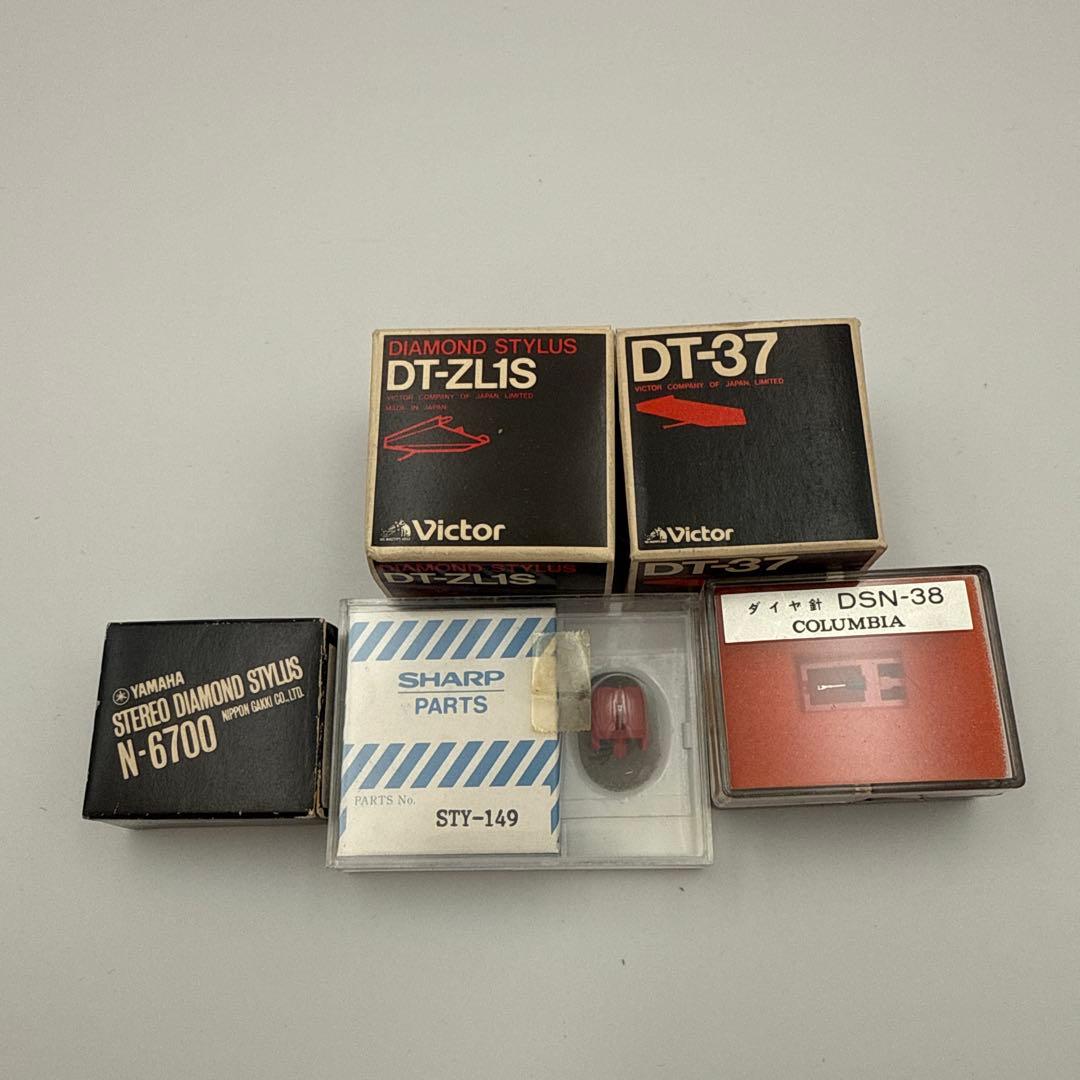 DIAMOND STYLUS
DT-ZL1S
VICTOR COMPANY OF JAPAN, LIMITED
MADE IN JAPAN
Victor
DIAMOND STYLUS
DT-ZL1S
DT-37
VICTOR COMPANY OF JAPAN, LIMITED
Victor
DT-37
YAMAHA
STEREO DIAMOND STYLUS
NIPPON GAKKI CO., LTD.
N-6700
SHARP
PARTS
PARTS No.
STY-149
ダイヤ針 DSN-38
COLUMBIA